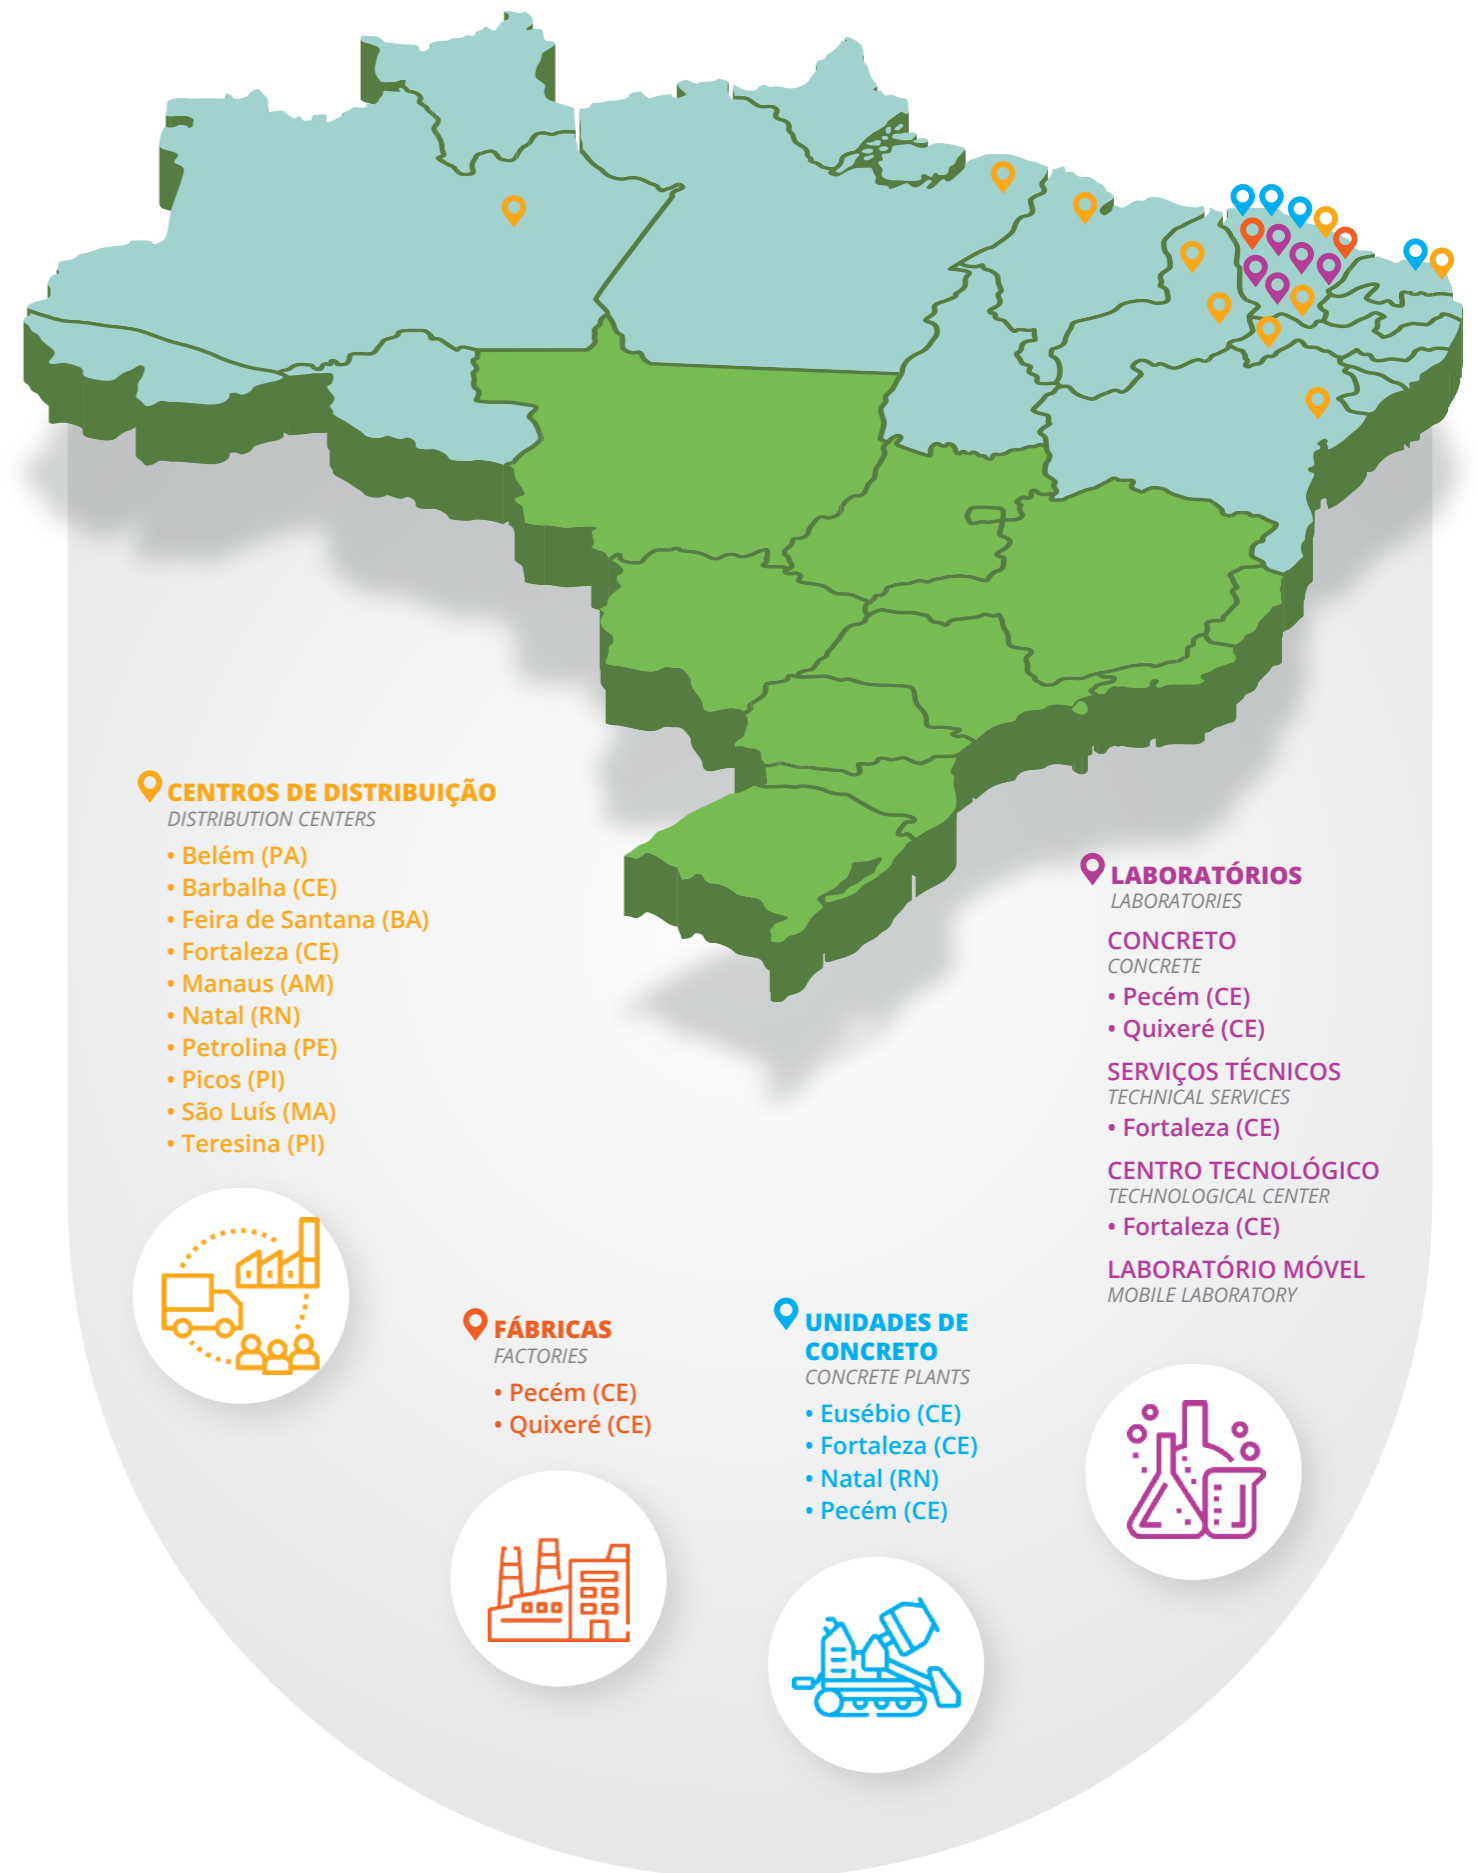 CENTROS DE DISTRIBUIÇÃO
DISTRIBUTION CENTERS
• Belém (PA)
• Barbalha (CE)
• Feira de Santana (BA)
• Fortaleza (CE)
• Manaus (AM)
• Natal (RN)
• Petrolina (PE)
• Picos (PI)
• São Luís (MA)
• Teresina (PI)
FÁBRICAS
FACTORIES
• Pecém (CE)
• Quixeré (CE)
UNIDADES DE
CONCRETO
CONCRETE PLANTS
• Eusébio (CE)
• Fortaleza (CE)
• Natal (RN)
• Pecém (CE)
LABORATÓRIOS
LABORATORIES
CONCRETO
CONCRETE
• Pecém (CE)
• Quixeré (CE)
SERVIÇOS TÉCNICOS
TECHNICAL SERVICES
• Fortaleza (CE)
CENTRO TECNOLÓGICO
TECHNOLOGICAL CENTER
• Fortaleza (CE)
LABORATÓRIO MÓVEL
MOBILE LABORATORY